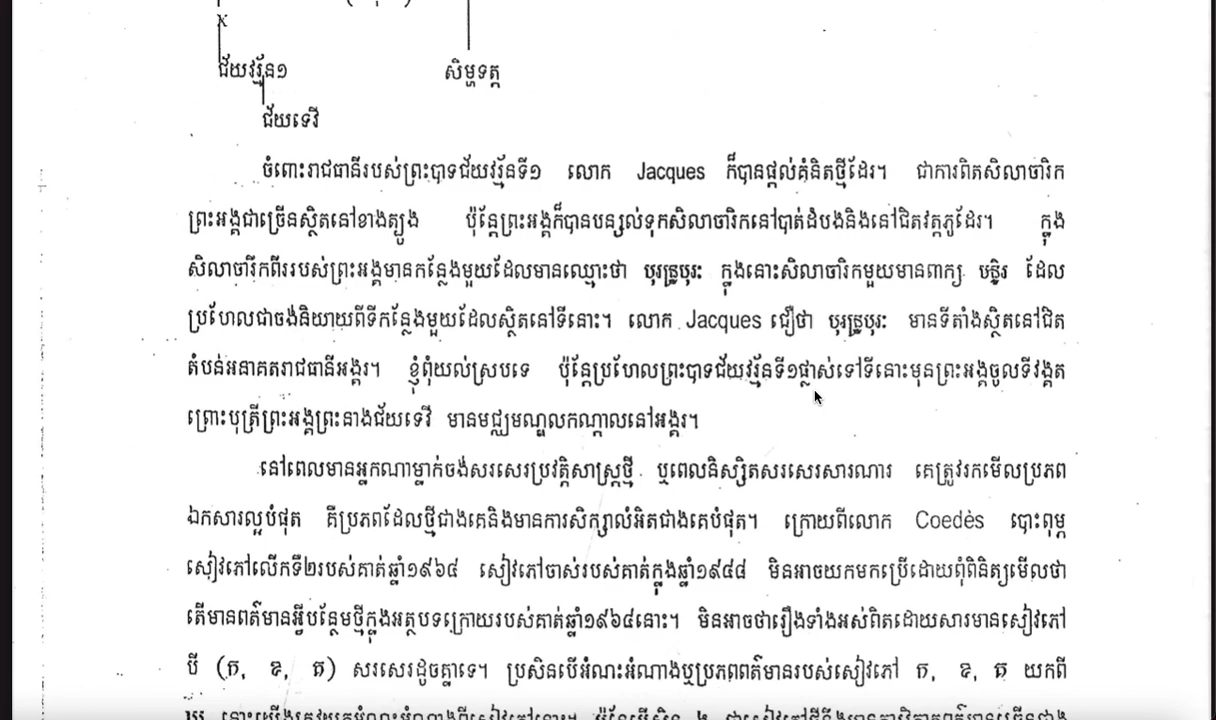 x
ជ័យវរ្ម័ន១ សិម្ហទត្ត
ជ័យទេវី
ចំពោះរាជធានីរបស់ព្រះបាទជ័យវរ្ម័នទី១ លោក Jacques ក៏បានផ្តល់គំនិតថ្មីដែរ។ ជាការពិតសិលាចារិក
ព្រះអង្គជាច្រើនស្ថិតនៅខាងត្បូង ប៉ុន្តែព្រះអង្គក៏បានបន្សល់ទុកសិលាចារិកនៅបាត់ដំបងនិងនៅជិតវត្តភូដែរ។ ក្នុង
សិលាចារឹកពីររបស់ព្រះអង្គមានកន្លែងមួយដែលមានឈ្មោះថា បុរន្ទ្របុរៈ ក្នុងនោះសិលាចារិកមួយមានពាក្យ ដែល
ប្រហែលជាចង់និយាយពីទីកន្លែងមួយដែលស្ថិតនៅទីនោះ។ លោក Jacques ជឿថា បុរន្ទ្របុរៈ មានទីតាំងស្ថិតនៅជិត
តំបន់អនាគតរាជធានីអង្គរ។ ខ្ញុំពុំយល់ស្របទេ ប៉ុន្តែប្រហែលព្រះបាទជ័យវរ្ម័នទី១ផ្លាស់ទៅទីនោះមុនព្រះអង្គចូលទីវង្គត
ព្រោះបុត្រីព្រះអង្គព្រះនាងជ័យទេវី មានមជ្ឈមណ្ឌលកណ្តាលនៅអង្គរ។
នៅពេលមានអ្នកណាម្នាក់ចង់សរសេរប្រវត្តិសាស្ត្រថ្មី ឬពេលនិស្សិតសរសេរសារណារ គេត្រូវរកមើលប្រភព
ឯកសារល្អបំផុត គឺប្រភពដែលថ្មីជាងគេនិងមានការសិក្សាលំអិតជាងគេបំផុត។ ក្រោយពីលោក Coedès បោះពុម្ព
សៀវភៅលើកទី២របស់គាត់ឆ្នាំ១៩៦៤ សៀវភៅចាស់របស់គាត់ក្នុងឆ្នាំ១៩៤៤ មិនអាចយកមកប្រើដោយពុំពិនិត្យមើលថា
តើមានពត៌មានអ្វីបន្ថែមថ្មីក្នុងអត្ថបទក្រោយរបស់គាត់ឆ្នាំ១៩៦៤នោះ។ មិនអាចថារឿងទាំងអស់ពិតដោយសារមានសៀវភៅ
បី (ក, ខ, គ) សរសេរដូចគ្នាទេ។ ប្រសិនបើអំណះអំណាងឬប្រភពពត៌មានរបស់សៀវភៅ ក, ខ, គ យកពី